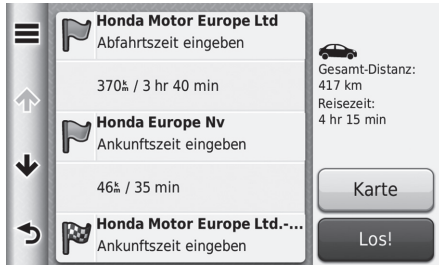 Honda Motor Europe Ltd
Abfahrtszeit eingeben
370km / 3 hr 40 min
Honda Europe Nv
Ankunftszeit eingeben
46km / 35 min
Honda Motor Europe Ltd.-...
Ankunftszeit eingeben
Gesamt-Distanz:
417 km
Reisezeit:
4 hr 15 min
Karte
Los!